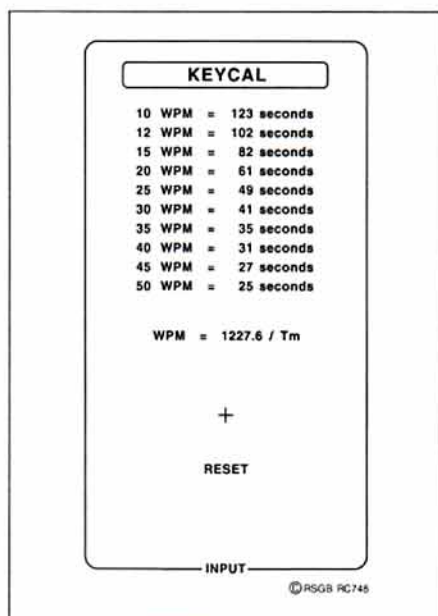 KEYCAL
10 WPM = 123 seconds
12 WPM = 102 seconds
15 WPM = 82 seconds
20 WPM = 61 seconds
25 WPM = 49 seconds
30 WPM = 41 seconds
35 WPM = 35 seconds
40 WPM = 31 seconds
45 WPM = 27 seconds
50 WPM = 25 seconds
WPM = 1227.6 / Tm
+
RESET
INPUT
©RSGB RC746